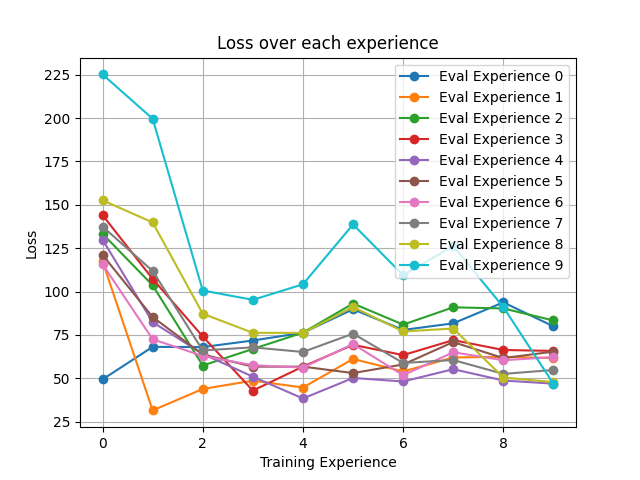 Loss over each experience
225
200
175
150
125
100
75
50
25
Loss
Eval Experience 0
Eval Experience 1
Eval Experience 2
Eval Experience 3
Eval Experience 4
Eval Experience 5
Eval Experience 6
Eval Experience 7
Eval Experience 8
Eval Experience 9
0 2 4 6 8
Training Experience